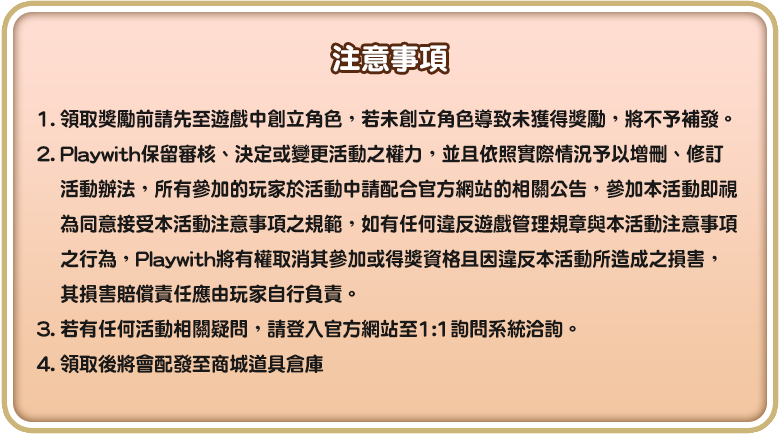 注意事項
1. 領取獎勵前請先至遊戲中創立角色，若未創立角色導致未獲得獎勵，將不予補發。
2. Playwith保留審核、決定或變更活動之權力，並且依照實際情況予以增刪、修訂
活動辦法，所有參加的玩家於活動中請配合官方網站的相關公告，參加本活動即視
為同意接受本活動注意事項之規範，如有任何違反遊戲管理規章與本活動注意事項
之行為，Playwith將有權取消其參加或得獎資格且因違反本活動所造成之損害，
其損害賠償責任應由玩家自行負責。
3. 若有任何活動相關疑問，請登入官方網站至1:1詢問系統洽詢。
4. 領取後將會配發至商城道具倉庫